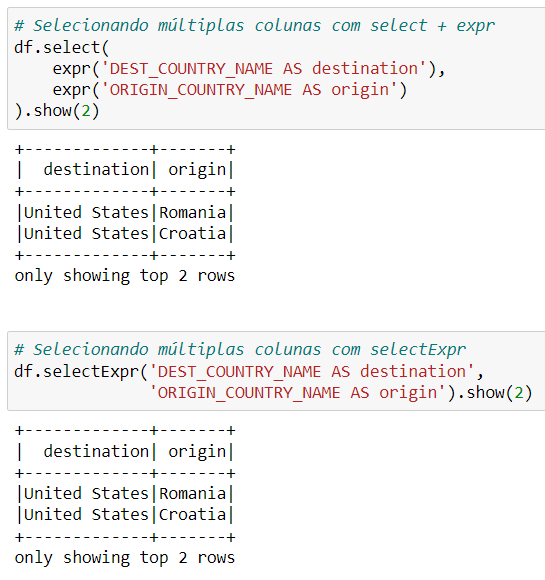 # Selecionando múltiplas colunas com select + expr
df.select(
    expr('DEST_COUNTRY_NAME AS destination'),
    expr('ORIGIN_COUNTRY_NAME AS origin')
).show(2)
+-------------+-------+
|  destination| origin|
+-------------+-------+
|United States|Romania|
|United States|Croatia|
+-------------+-------+
only showing top 2 rows
# Selecionando múltiplas colunas com selectExpr
df.selectExpr('DEST_COUNTRY_NAME AS destination',
              'ORIGIN_COUNTRY_NAME AS origin').show(2)
+-------------+-------+
|  destination| origin|
+-------------+-------+
|United States|Romania|
|United States|Croatia|
+-------------+-------+
only showing top 2 rows